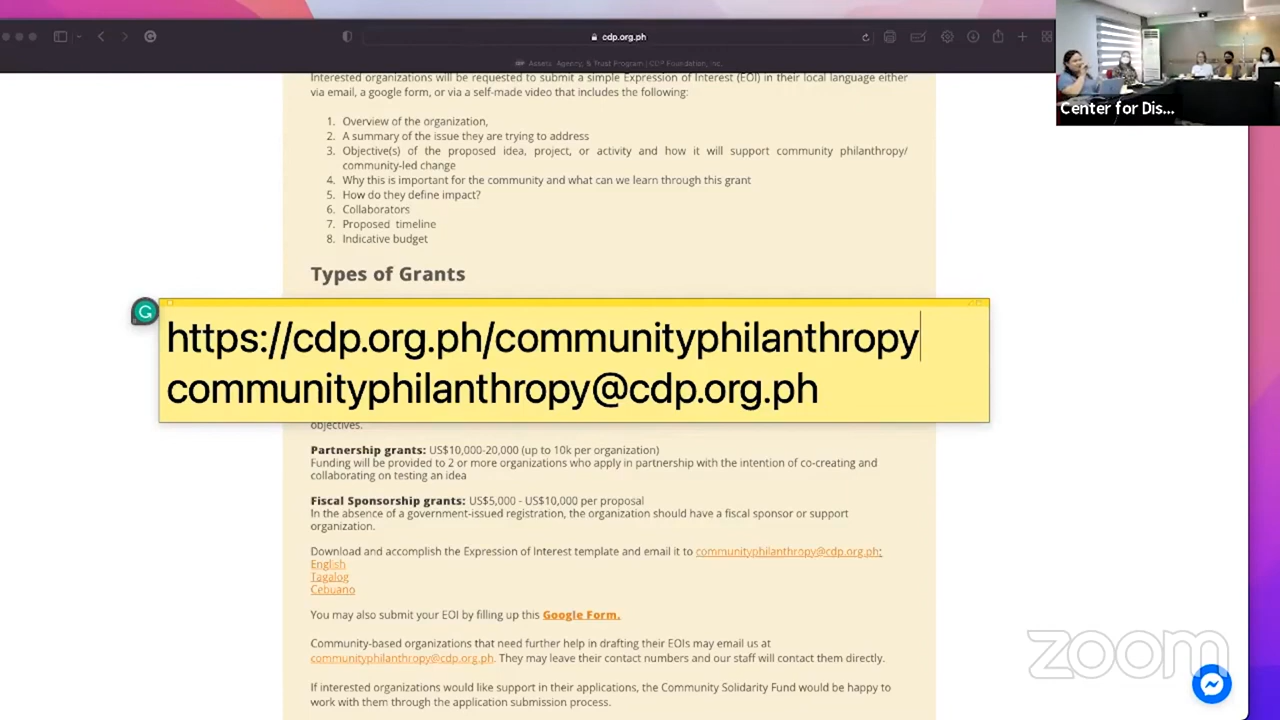 cdp.org.ph
Assets, Agency, & Trust Program | CDP Foundation, Inc.
Center for Dis...
Interested organizations will be requested to submit a simple Expression of Interest (EOI) in their local language either
via email, a google form, or via a self-made video that includes the following:
1. Overview of the organization,
2. A summary of the issue they are trying to address
3. Objective(s) of the proposed idea, project, or activity and how it will support community philanthropy/
community-led change
4. Why this is important for the community and what can we learn through this grant
5. How do they define impact?
6. Collaborators
7. Proposed timeline
8. Indicative budget
Types of Grants
https://cdp.org.ph/communityphilanthropy
communityphilanthropy@cdp.org.ph
objectives.
Partnership grants: US$10,000-20,000 (up to 10k per organization)
Funding will be provided to 2 or more organizations who apply in partnership with the intention of co-creating and
collaborating on testing an idea
Fiscal Sponsorship grants: US$5,000 - US$10,000 per proposal
In the absence of a government-issued registration, the organization should have a fiscal sponsor or support
organization.
Download and accomplish the Expression of Interest template and email it to communityphilanthropy@cdp.org.ph:
English
Tagalog
Cebuano
You may also submit your EOI by filling up this Google Form.
Community-based organizations that need further help in drafting their EOIs may email us at
communityphilanthropy@cdp.org.ph. They may leave their contact numbers and our staff will contact them directly.
If interested organizations would like support in their applications, the Community Solidarity Fund would be happy to
work with them through the application submission process.
zoom